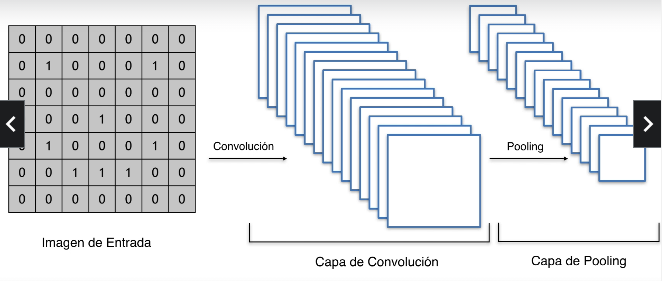 0 0 0 0 0 0 0
0 1 0 0 0 1 0
0 0 0 0 0 0 0
0 0 1 0 0 0
1 0 0 0 1 0
0 0 1 1 1 0 0
0 0 0 0 0 0 0
Convolución
Pooling
Imagen de Entrada
Capa de Convolución
Capa de Pooling